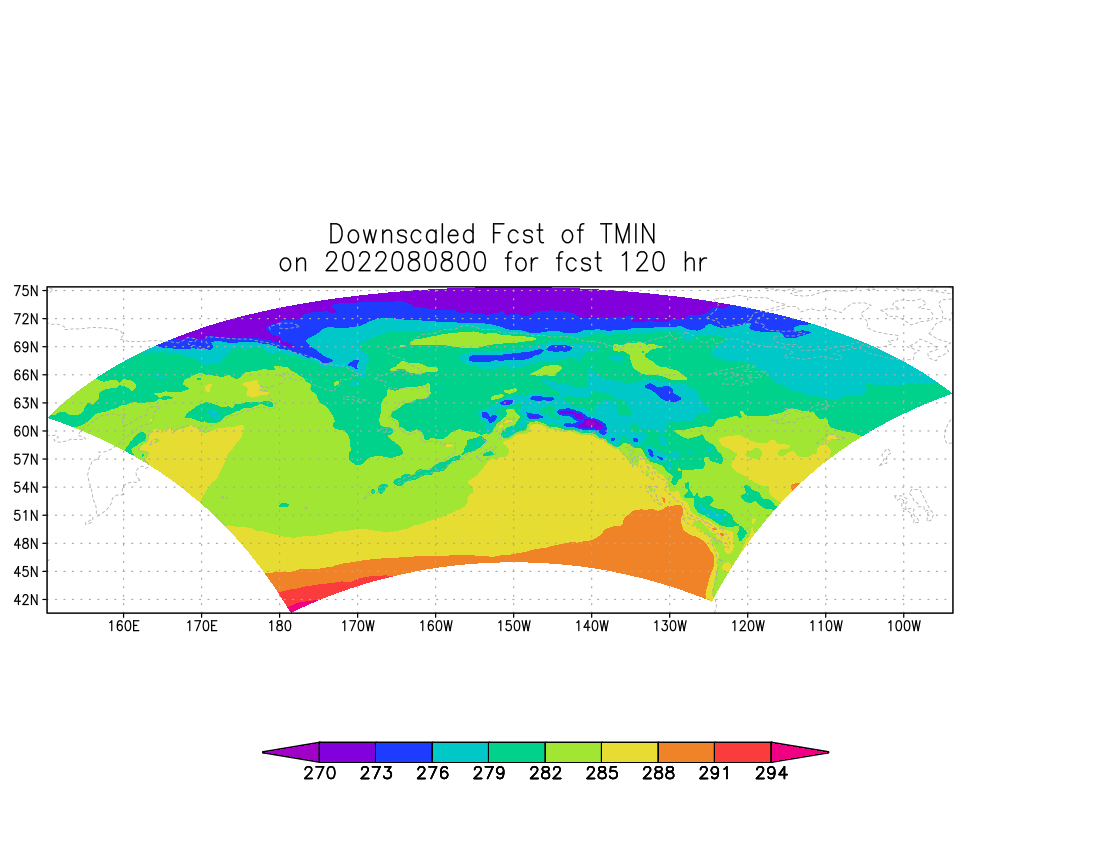 Downscaled Fcst of TMIN
on 2022080800 for fcst 120 hr
75N
72N
69N
66N
63N
60N
57N
54N
51N
48N
45N
42N
160E 170E 180 170W 160W 150W 140W 130W 120W 110W 100W
270 273 276 279 282 285 288 291 294